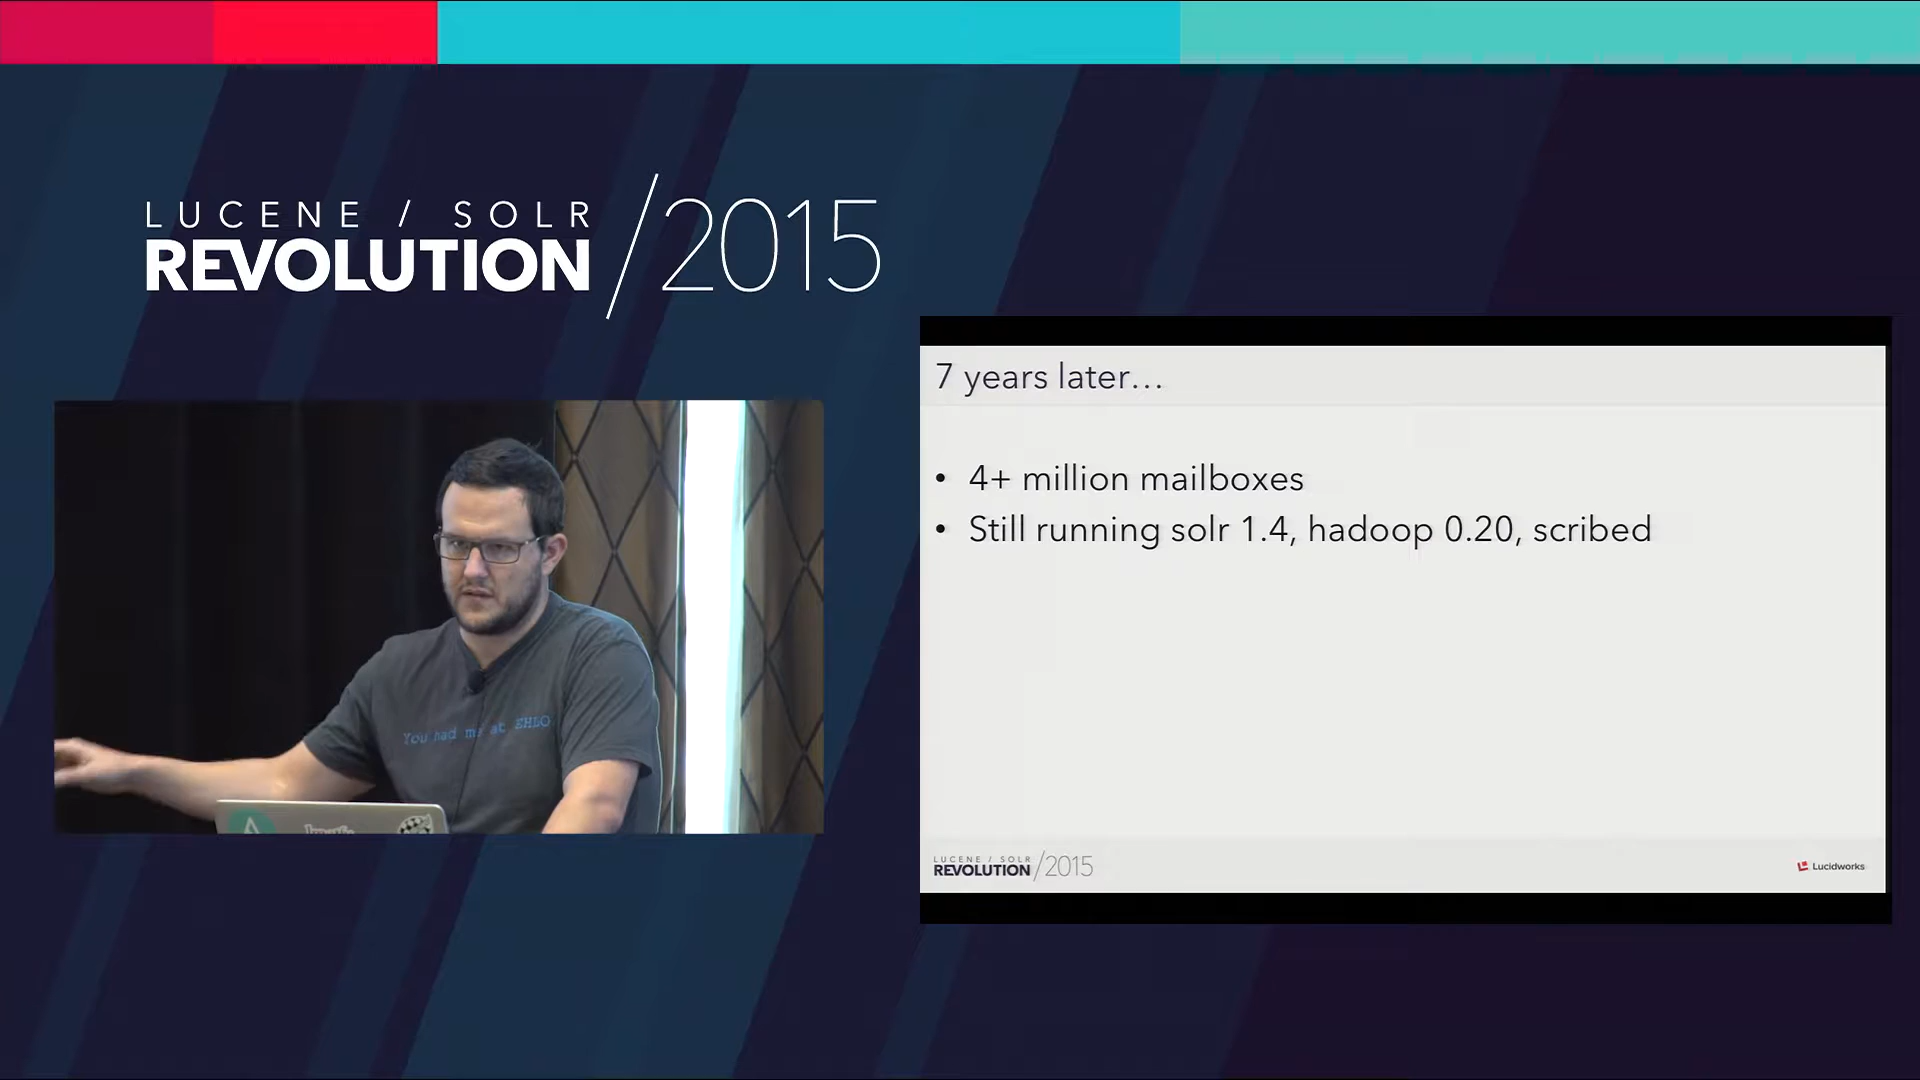 LUCENE / SOLR
REVOLUTION /2015
7 years later...
• 4+ million mailboxes
• Still running solr 1.4, hadoop 0.20, scribed
You had me at EHLO
LUCENE / SOLR
REVOLUTION /2015
Lucidworks